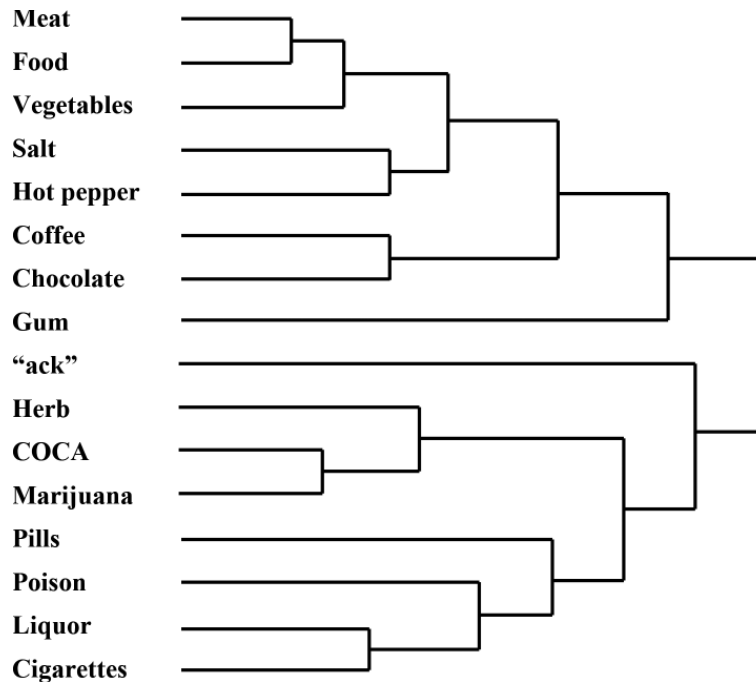 Meat
Food
Vegetables
Salt
Hot pepper
Coffee
Chocolate
Gum
“ack”
Herb
COCA
Marijuana
Pills
Poison
Liquor
Cigarettes